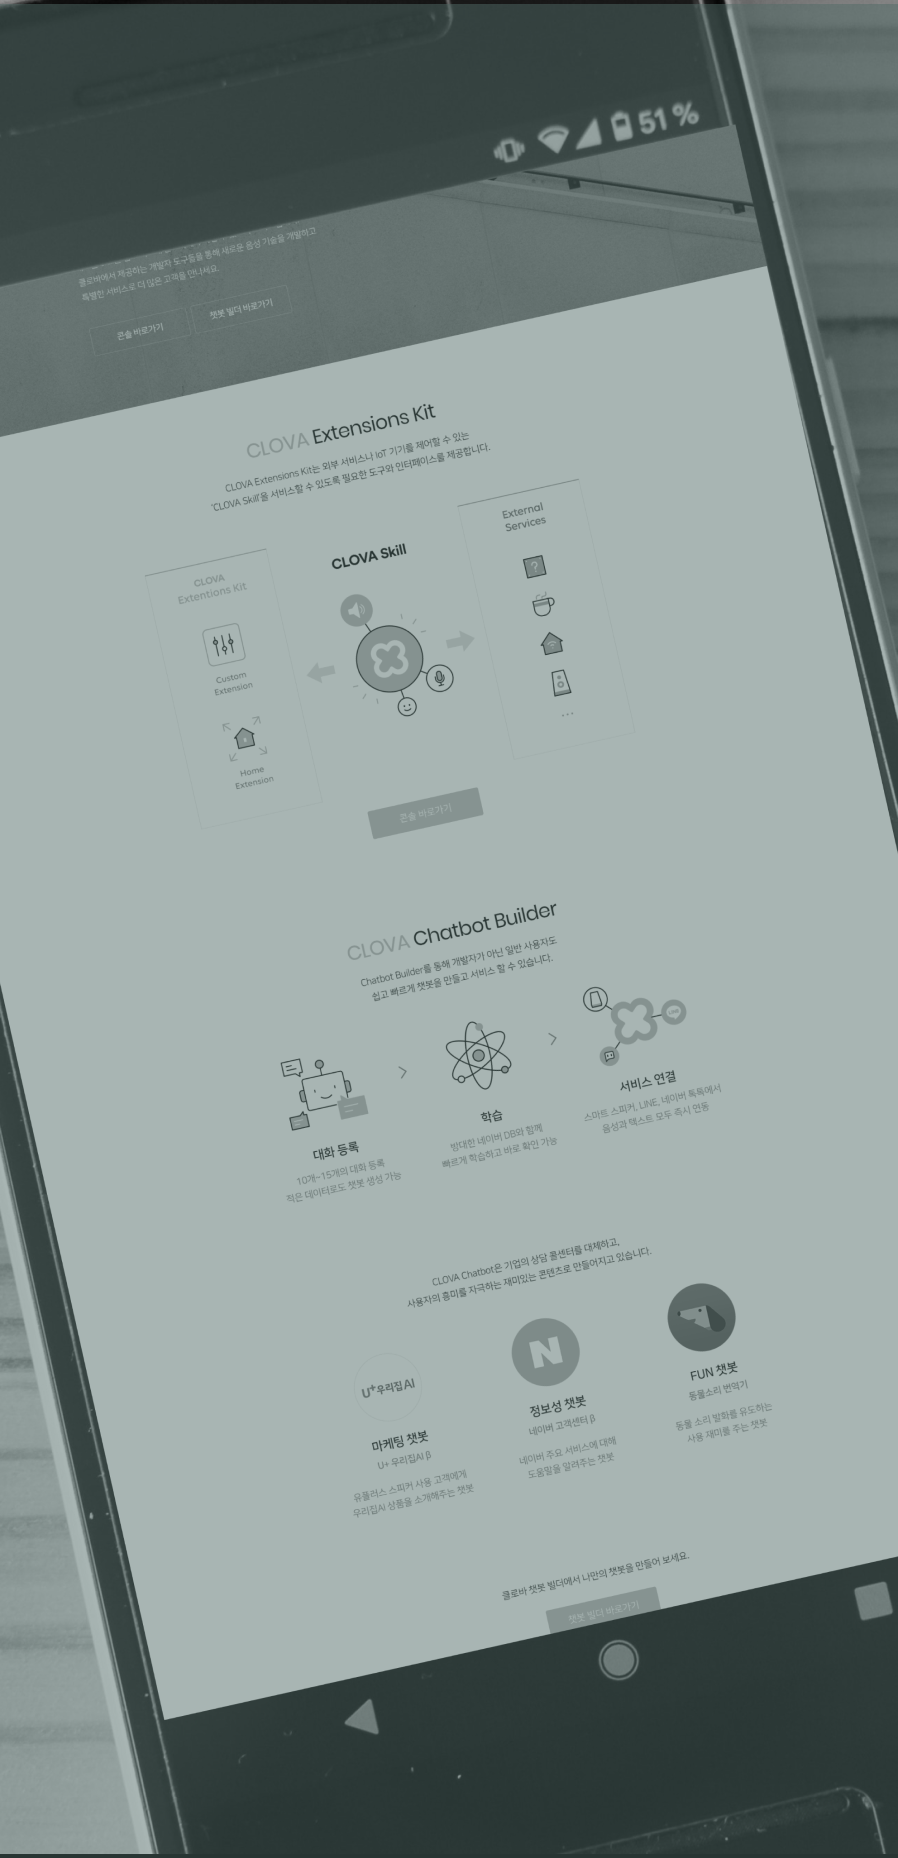 51 %
클로바에서 제공하는 개발자 도구들을 통해 새로운 음성 기술을 개발하고
특별한 서비스로 더 많은 고객을 만나세요.
콘솔 바로가기
챗봇 빌더 바로가기
CLOVA Extensions Kit
CLOVA Extensions Kit는 외부 서비스나 IoT 기기를 제어할 수 있는
'CLOVA Skill'을 서비스할 수 있도록 필요한 도구와 인터페이스를 제공합니다.
CLOVA
Extentions Kit
Custom
Extension
Home
Extension
CLOVA Skill
External
Services
?
...
콘솔 바로가기
CLOVA Chatbot Builder
Chatbot Builder를 통해 개발자가 아닌 일반 사용자도
쉽고 빠르게 챗봇을 만들고 서비스 할 수 있습니다.
대화 등록
10개~15개의 대화 등록
적은 데이터로도 챗봇 생성 가능
학습
방대한 네이버 DB와 함께
빠르게 학습하고 바로 확인 가능
LINE
서비스 연결
스마트 스피커, LINE, 네이버 톡톡에서
음성과 텍스트 모두 즉시 연동
CLOVA Chatbot은 기업의 상담 콜센터를 대체하고,
사용자의 흥미를 자극하는 재미있는 콘텐츠로 만들어지고 있습니다.
U+우리집AI
마케팅 챗봇
U+ 우리집AI β
유플러스 스피커 사용 고객에게
우리집AI 상품을 소개해주는 챗봇
N
정보성 챗봇
네이버 고객센터 β
네이버 주요 서비스에 대해
도움말을 알려주는 챗봇
FUN 챗봇
동물소리 번역기
동물 소리 발화를 유도하는
사용 재미를 주는 챗봇
클로바 챗봇 빌더에서 나만의 챗봇을 만들어 보세요.
챗봇 빌더 바로가기